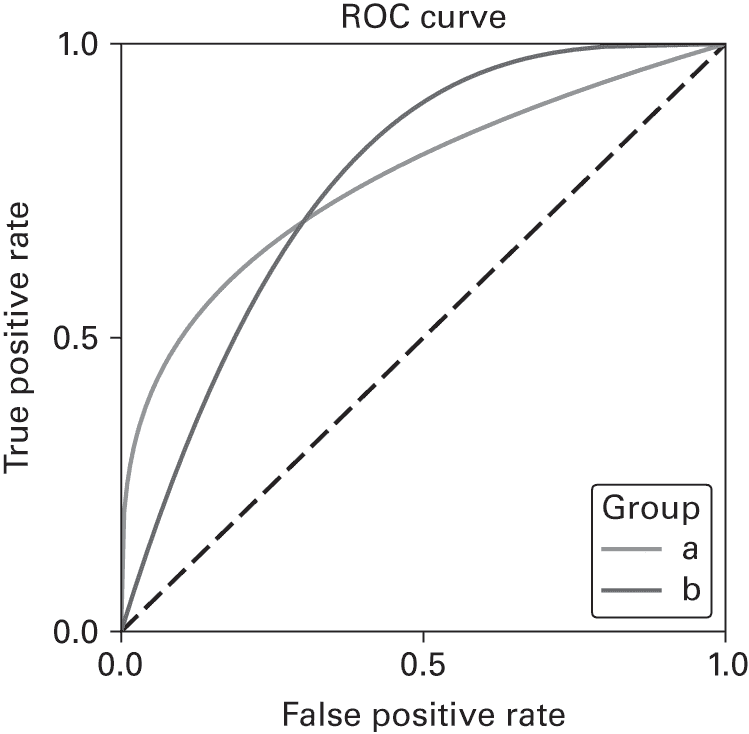 ROC curve
1.0
True positive rate
0.5
Group
a
b
0.0
0.0 0.5 1.0
False positive rate